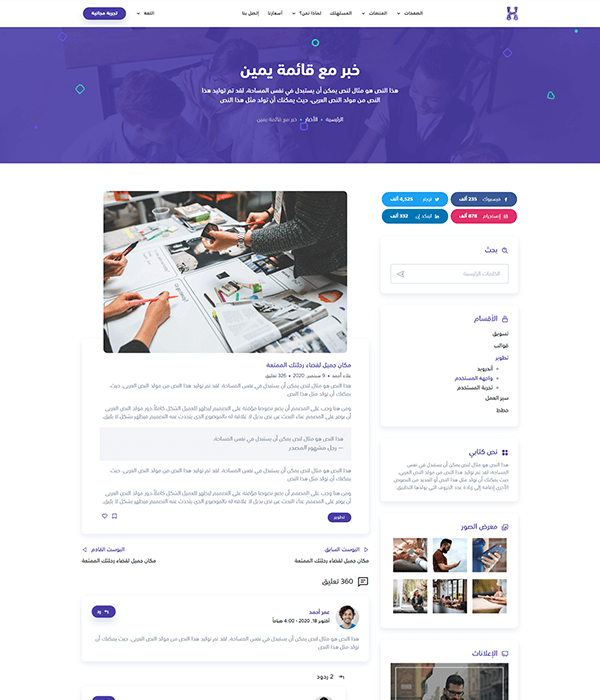 الصفحات
المنصات
لماذا نحن؟
المستهلك
أسعارنا
إتصل بنا
اللغة
تجربة مجانية
خبر مع قائمة يمين
هذا النص هو مثال لنص يمكن أن يستبدل في نفس المساحة، لقد تم توليد هذا
النص من مولد النص العربى، حيث يمكنك أن تولد مثل هذا النص
الرئيسية » الأخبار » خبر مع قائمة يمين
فيسبوك 235 ألف
تويتر 4,525 ألف
إنستجرام 878 ألف
لينكد إن 332 ألف
بحث
الكلمات الرئيسية
الأقسام
تسويق
قوالب
تطوير
أندرويد
واجهة المستخدم
تجربة المستخدم
سير العمل
خطط
نص كتابي
هذا النص هو مثال لنص يمكن أن يستبدل في نفس
المساحة، لقد تم توليد هذا النص من مولد النص العربى،
حيث يمكنك أن تولد مثل هذا النص أو العديد من النصوص
الأخرى إضافة إلى زيادة عدد الحروف التى يولدها التطبيق.
معرض الصور
الإعلانات
مكان جميل لقضاء رحلتك الممتعة
علاء أحمد • 9 سبتمبر، 2020 • 326 تعليق
هذا النص هو مثال لنص يمكن أن يستبدل في نفس المساحة، لقد تم توليد هذا النص من مولد النص العربى، حيث
يمكنك أن تولد مثل هذا النص
ومن هنا وجب على المصمم أن يضع نصوصا مؤقتة على التصميم ليظهر للعميل الشكل كاملاً،دور مولد النص العربى
أن يوفر على المصمم عناء البحث عن نص بديل لا علاقة له بالموضوع الذى يتحدث عنه التصميم فيظهر بشكل لا يليق.
هذا النص هو مثال لنص يمكن أن يستبدل في نفس المساحة،
— رجل مشهور المصدر
هذا النص هو مثال لنص يمكن أن يستبدل في نفس المساحة، لقد تم توليد هذا النص من مولد النص العربى، حيث
يمكنك أن تولد مثل هذا النص
ومن هنا وجب على المصمم أن يضع نصوصا مؤقتة على التصميم ليظهر للعميل الشكل كاملاً،دور مولد النص العربى
أن يوفر على المصمم عناء البحث عن نص بديل لا علاقة له بالموضوع الذى يتحدث عنه التصميم فيظهر بشكل لا يليق.
تطوير
البوست السابق
مكان جميل لقضاء رحلتك الممتعة
البوست القادم
مكان جميل لقضاء رحلتك الممتعة
360 تعليق
عمر أحمد
أكتوبر 18, 2020 - 4:00 صباحاً
رد
هذا النص هو مثال لنص يمكن أن يستبدل في نفس المساحة، لقد تم توليد هذا النص من مولد النص العربى، حيث يمكنك أن
تولد مثل هذا النص
2 ردود